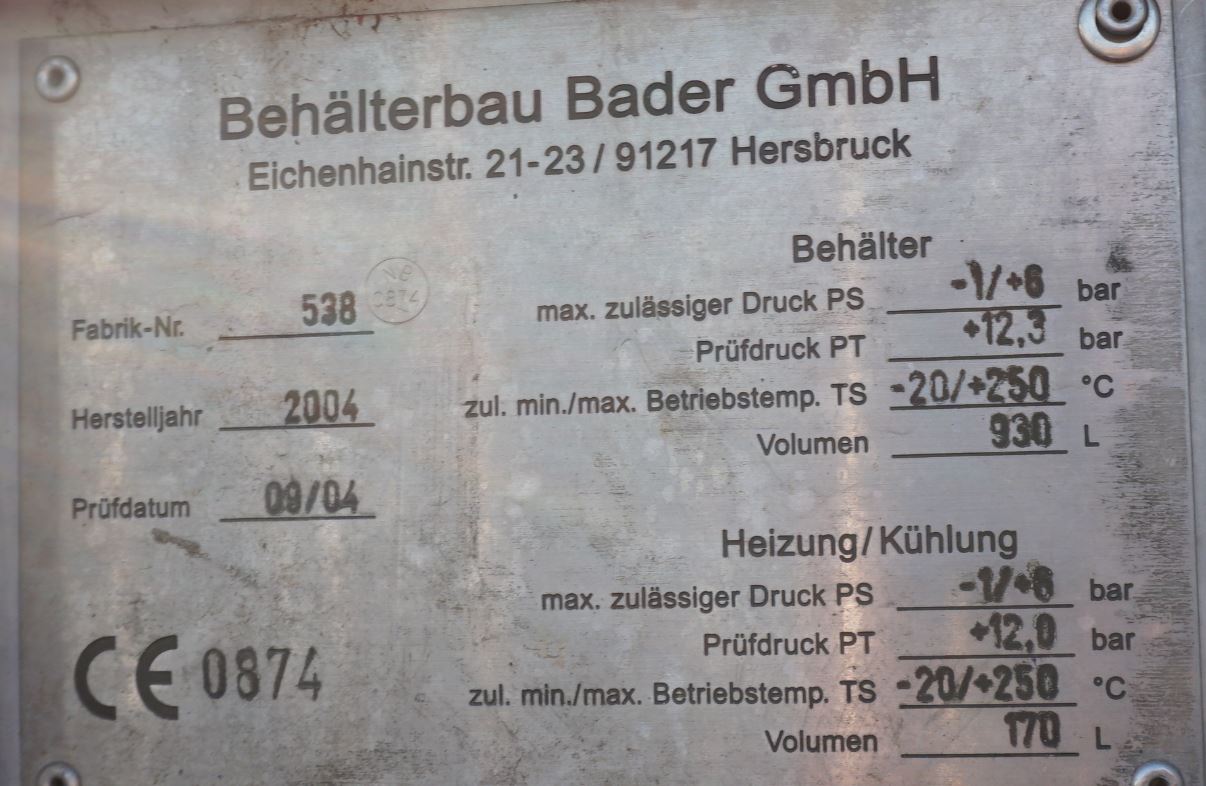 Behälterbau Bader GmbH
Eichenhainstr. 21-23 / 91217 Hersbruck
Fabrik-Nr. 538
NB
0874
Herstelljahr 2004
Prüfdatum 09/04
CE 0874
Behälter
max. zulässiger Druck PS -1/+6 bar
Prüfdruck PT +12,3 bar
zul. min./max. Betriebstemp. TS -20/+250 °C
Volumen 930 L
Heizung/Kühlung
max. zulässiger Druck PS -1/+6 bar
Prüfdruck PT +12,0 bar
zul. min./max. Betriebstemp. TS -20/+250 °C
Volumen 170 L